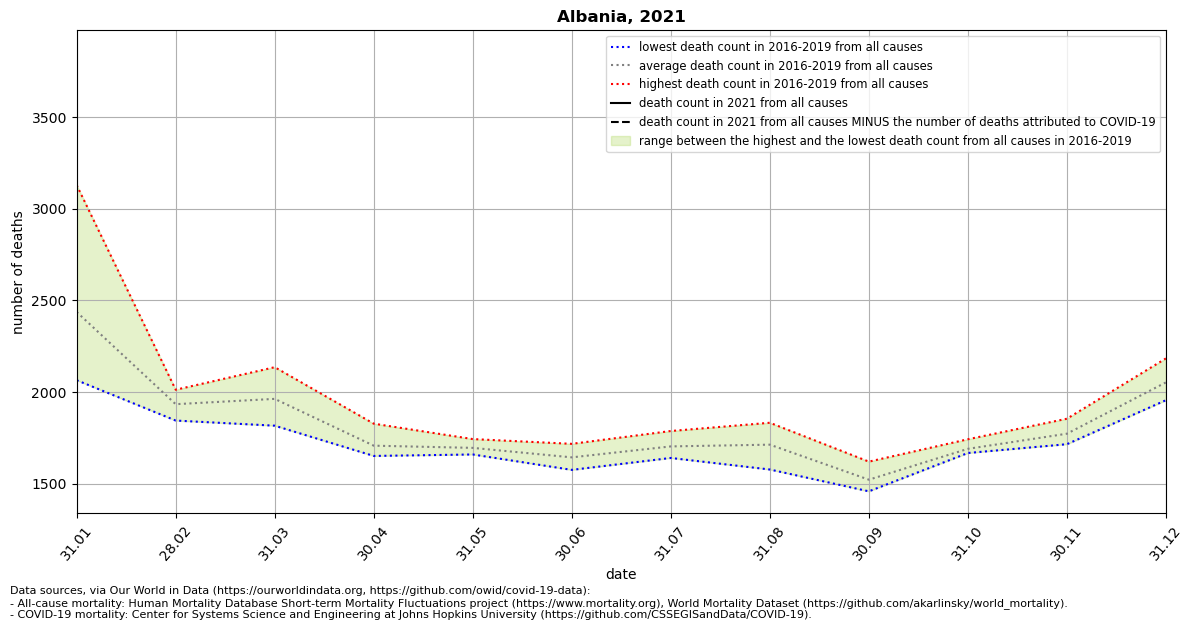 Albania, 2021
lowest death count in 2016-2019 from all causes
average death count in 2016-2019 from all causes
highest death count in 2016-2019 from all causes
death count in 2021 from all causes
death count in 2021 from all causes MINUS the number of deaths attributed to COVID-19
range between the highest and the lowest death count from all causes in 2016-2019
number of deaths
3500
3000
2500
2000
1500
31.01 28.02 31.03 30.04 31.05 30.06 31.07 31.08 30.09 31.10 30.11 31.12
date
Data sources, via Our World in Data (https://ourworldindata.org, https://github.com/owid/covid-19-data):
- All-cause mortality: Human Mortality Database Short-term Mortality Fluctuations project (https://www.mortality.org), World Mortality Dataset (https://github.com/akarlinsky/world_mortality).
- COVID-19 mortality: Center for Systems Science and Engineering at Johns Hopkins University (https://github.com/CSSEGISandData/COVID-19).